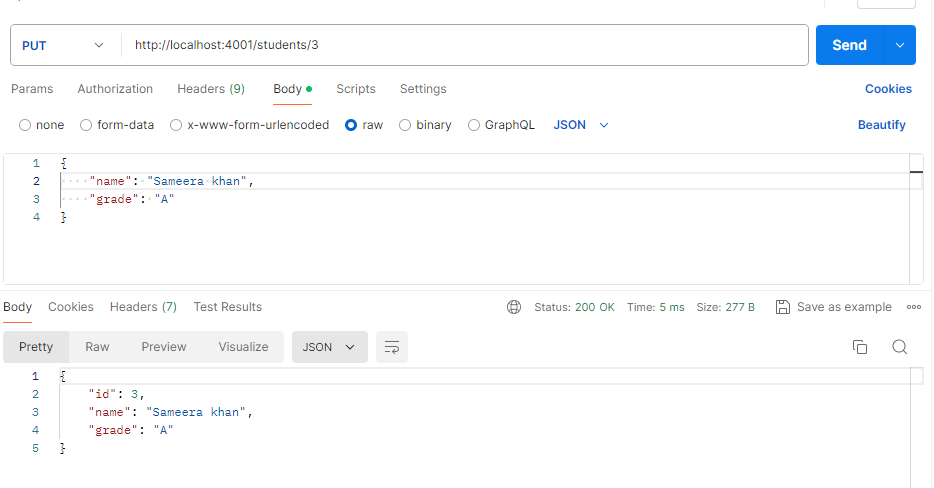 PUT http://localhost:4001/students/3 Send
Params Authorization Headers (9) Body Scripts Settings Cookies
none form-data x-www-form-urlencoded raw binary GraphQL JSON Beautify
1 {
2 "name": "Sameera khan",
3 "grade": "A"
4 }
Body Cookies Headers (7) Test Results Status: 200 OK Time: 5 ms Size: 277 B Save as example
Pretty Raw Preview Visualize JSON
1 {
2 "id": 3,
3 "name": "Sameera khan",
4 "grade": "A"
5 }